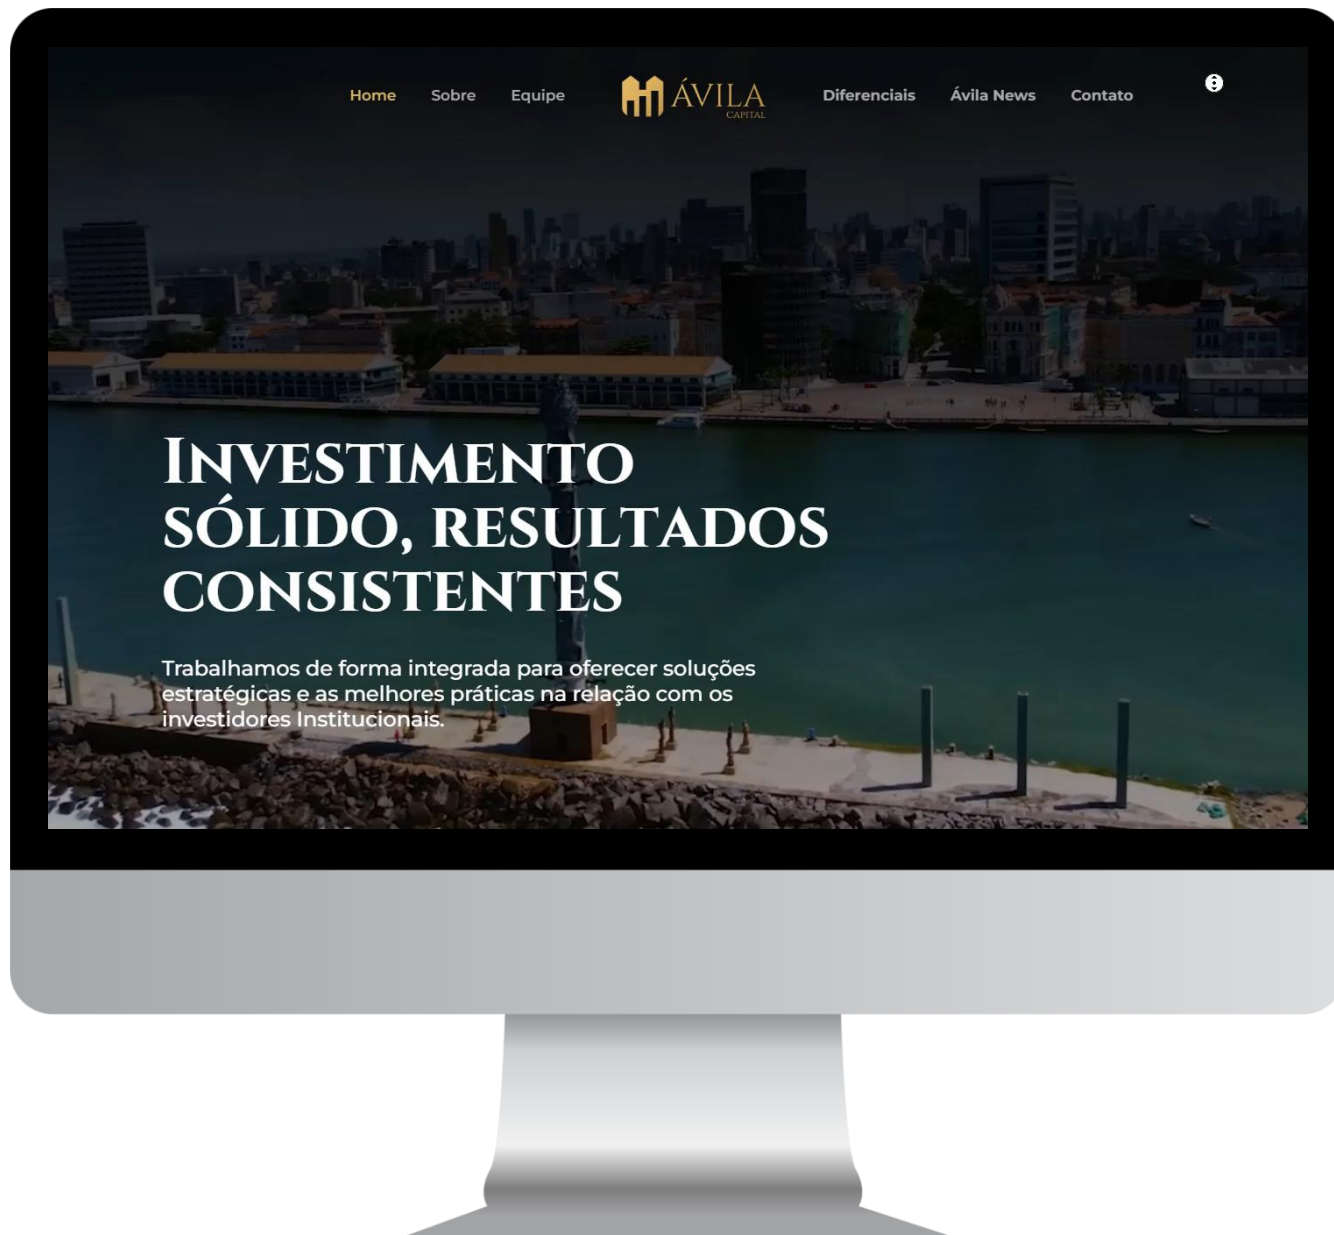 Home
Sobre
Equipe
ÁVILA
CAPITAL
Diferenciais
Ávila News
Contato
INVESTIMENTO
SÓLIDO, RESULTADOS
CONSISTENTES
Trabalhamos de forma integrada para oferecer soluções
estratégicas e as melhores práticas na relação com os
investidores Institucionais.